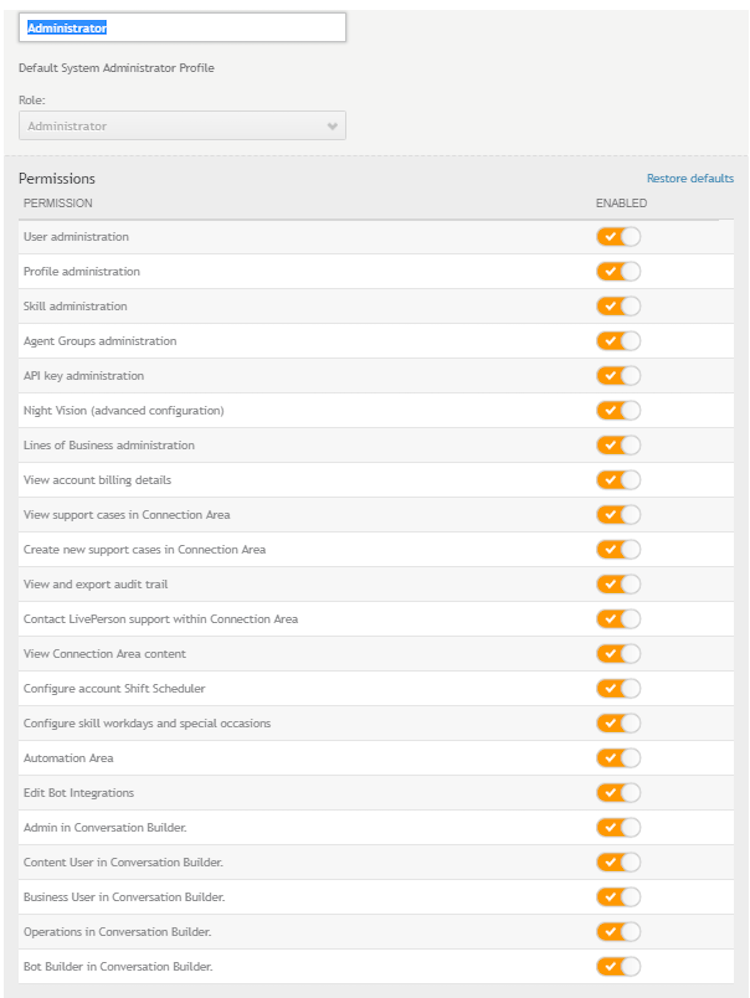 Administrator
Default System Administrator Profile
Role:
Administrator
Permissions Restore defaults
PERMISSION ENABLED
User administration
Profile administration
Skill administration
Agent Groups administration
API key administration
Night Vision (advanced configuration)
Lines of Business administration
View account billing details
View support cases in Connection Area
Create new support cases in Connection Area
View and export audit trail
Contact LivePerson support within Connection Area
View Connection Area content
Configure account Shift Scheduler
Configure skill workdays and special occasions
Automation Area
Edit Bot Integrations
Admin in Conversation Builder.
Content User in Conversation Builder.
Business User in Conversation Builder.
Operations in Conversation Builder.
Bot Builder in Conversation Builder.